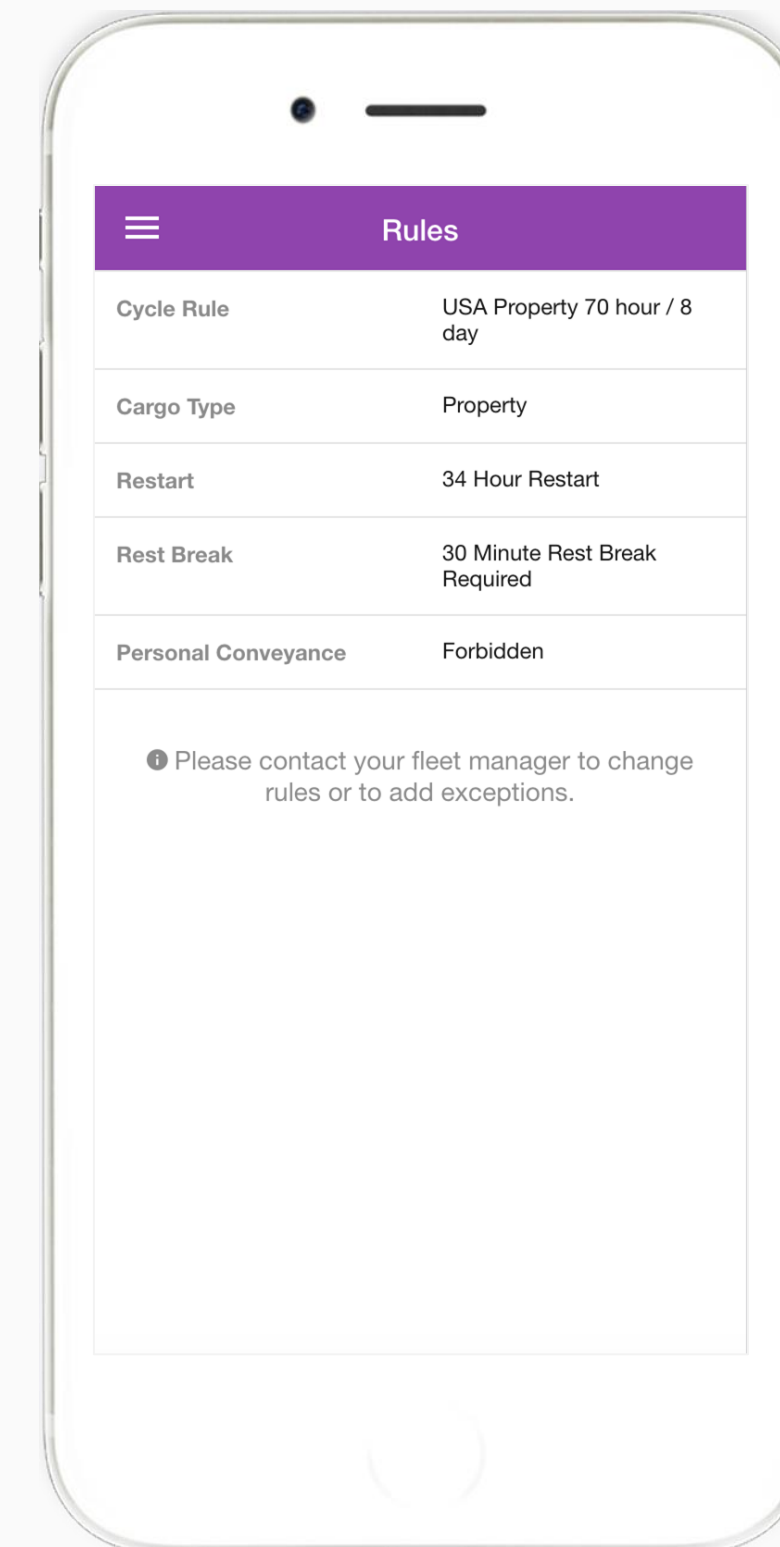 Rules
Cycle Rule
USA Property 70 hour / 8
day
Cargo Type
Property
Restart
34 Hour Restart
Rest Break
30 Minute Rest Break
Required
Personal Conveyance
Forbidden
Please contact your fleet manager to change
rules or to add exceptions.